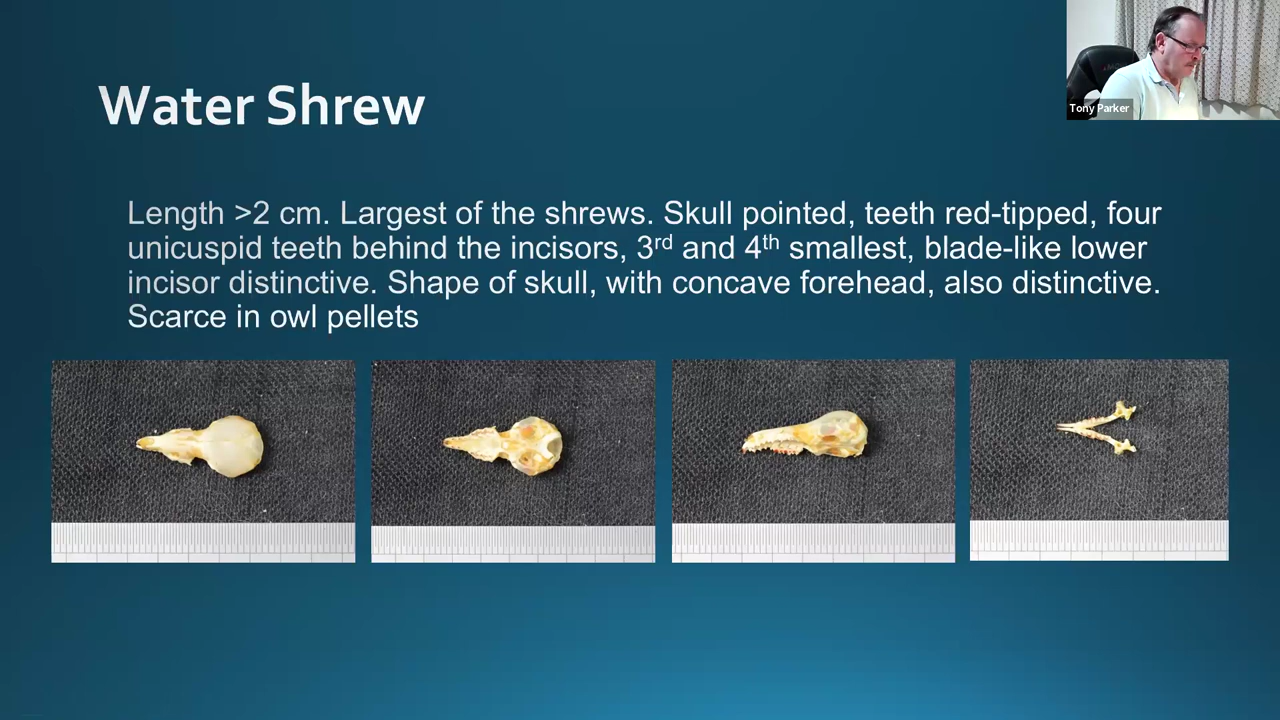 Water Shrew
Tony Parker
Length >2 cm. Largest of the shrews. Skull pointed, teeth red-tipped, four
unicuspid teeth behind the incisors, 3rd and 4th smallest, blade-like lower
incisor distinctive. Shape of skull, with concave forehead, also distinctive.
Scarce in owl pellets